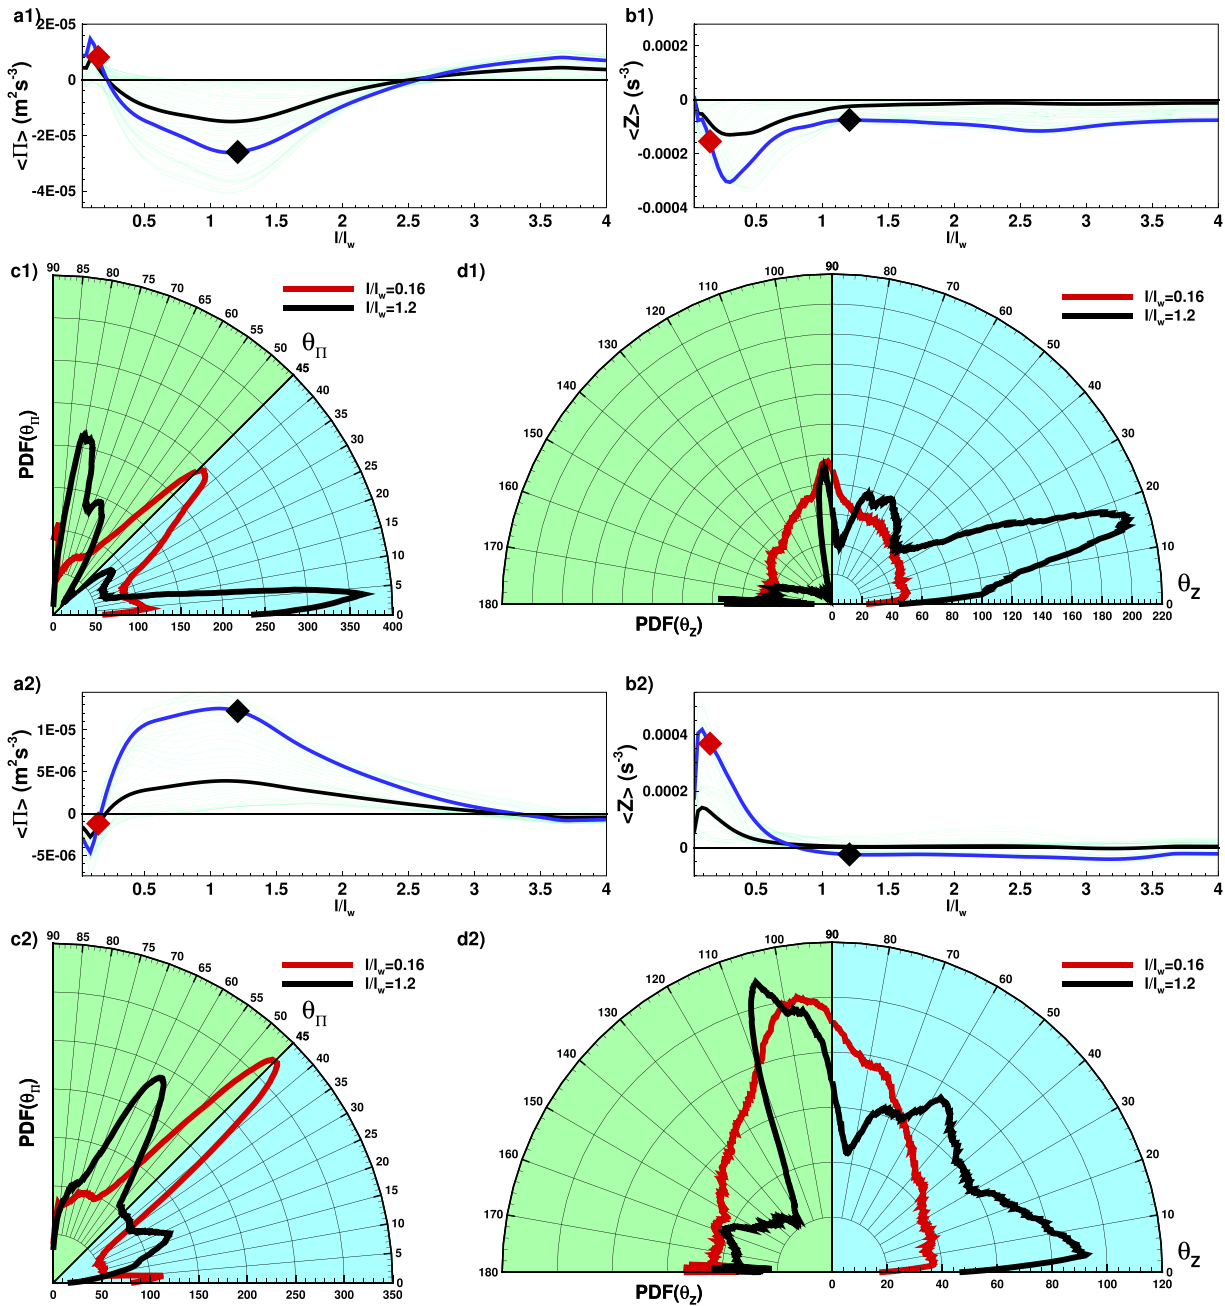 a1)
2E-05
0
-2E-05
-4E-05
<Π> (m²s⁻³)
0.5 1 1.5 2 2.5 3 3.5 4
l/l_w
b1)
0.0002
0
-0.0002
-0.0004
<Z> (s⁻³)
0.5 1 1.5 2 2.5 3 3.5 4
l/l_w
c1)
90 85 80 75 70 65 60 55 50 45 40 35 30 25 20 15 10 5 0
l/l_w=0.16
l/l_w=1.2
θ_Π
PDF(θ_Π)
0 50 100 150 200 250 300 350 400
d1)
180 170 160 150 140 130 120 110 100 90 80 70 60 50 40 30 20 10 0
l/l_w=0.16
l/l_w=1.2
θ_Z
PDF(θ_Z)
0 20 40 60 80 100 120 140 160 180 200 220
a2)
1E-05
5E-06
0
-5E-06
<Π> (m²s⁻³)
0.5 1 1.5 2 2.5 3 3.5 4
l/l_w
b2)
0.0004
0.0002
0
<Z> (s⁻³)
0.5 1 1.5 2 2.5 3 3.5 4
l/l_w
c2)
90 85 80 75 70 65 60 55 50 45 40 35 30 25 20 15 10 5 0
l/l_w=0.16
l/l_w=1.2
θ_Π
PDF(θ_Π)
0 50 100 150 200 250 300 350
d2)
180 170 160 150 140 130 120 110 100 90 80 70 60 50 40 30 20 10 0
l/l_w=0.16
l/l_w=1.2
θ_Z
PDF(θ_Z)
0 20 40 60 80 100 120